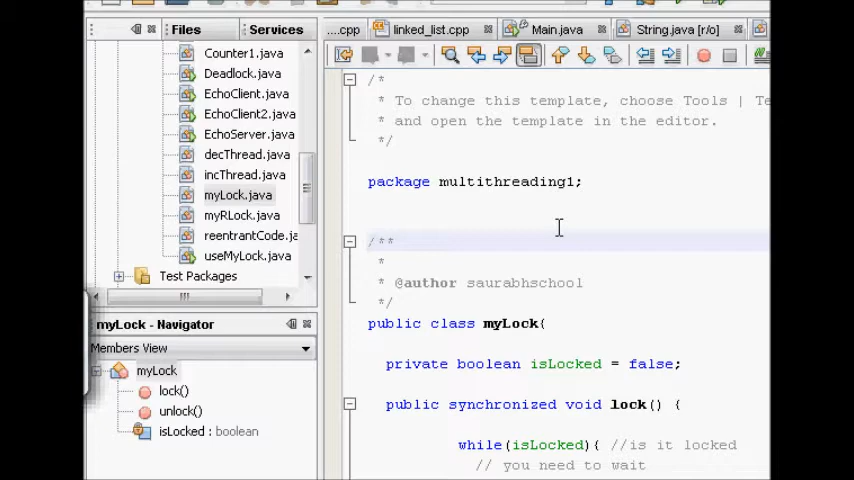 Files
Services
...cpp
linked_list.cpp
Main.java
String.java [r/o]
Counter1.java
Deadlock.java
EchoClient.java
EchoClient2.java
EchoServer.java
decThread.java
incThread.java
myLock.java
myRLock.java
reentrantCode.ja
useMyLock.java
Test Packages
myLock - Navigator
Members View
myLock
lock()
unlock()
isLocked : boolean
/*
* To change this template, choose Tools | Te
* and open the template in the editor.
*/
package multithreading1;
/**
*
* @author saurabhschool
*/
public class myLock{
private boolean isLocked = false;
public synchronized void lock() {
while(isLocked){ //is it locked
// you need to wait